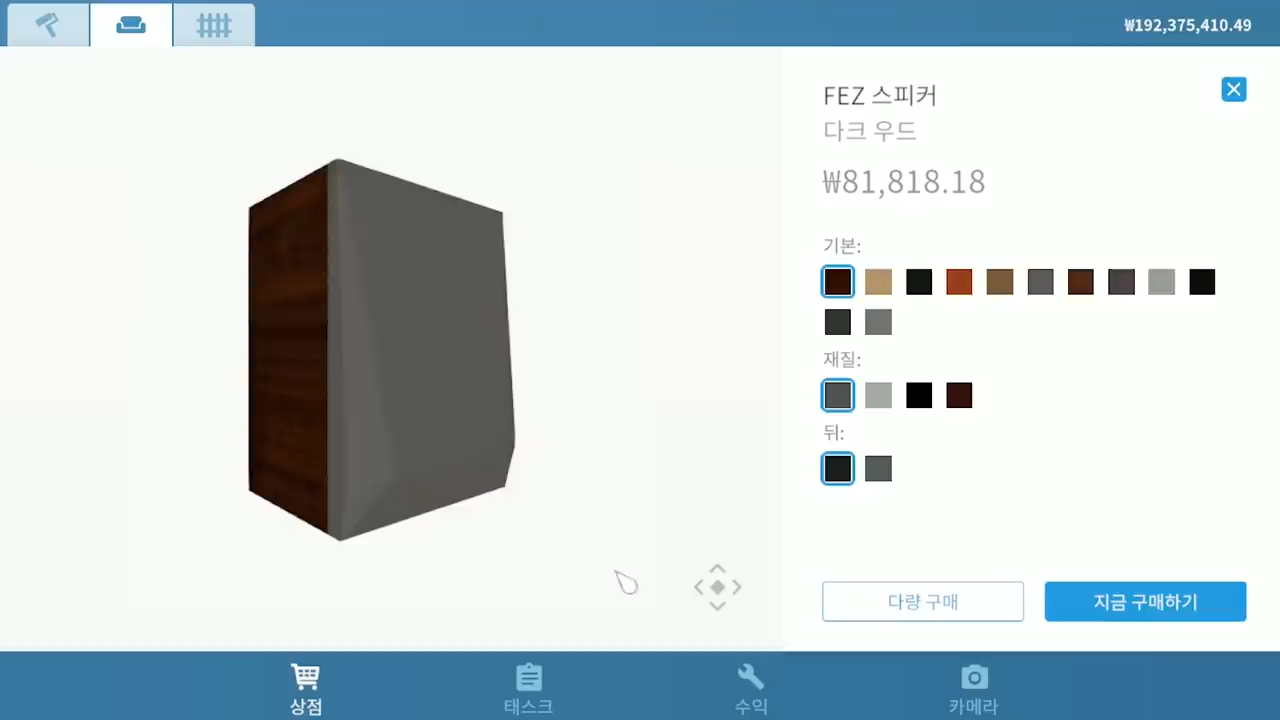 ₩192,375,410.49
FEZ 스피커
다크 우드
₩81,818.18
기본:
재질:
뒤:
다량 구매
지금 구매하기
상점
태스크
수익
카메라